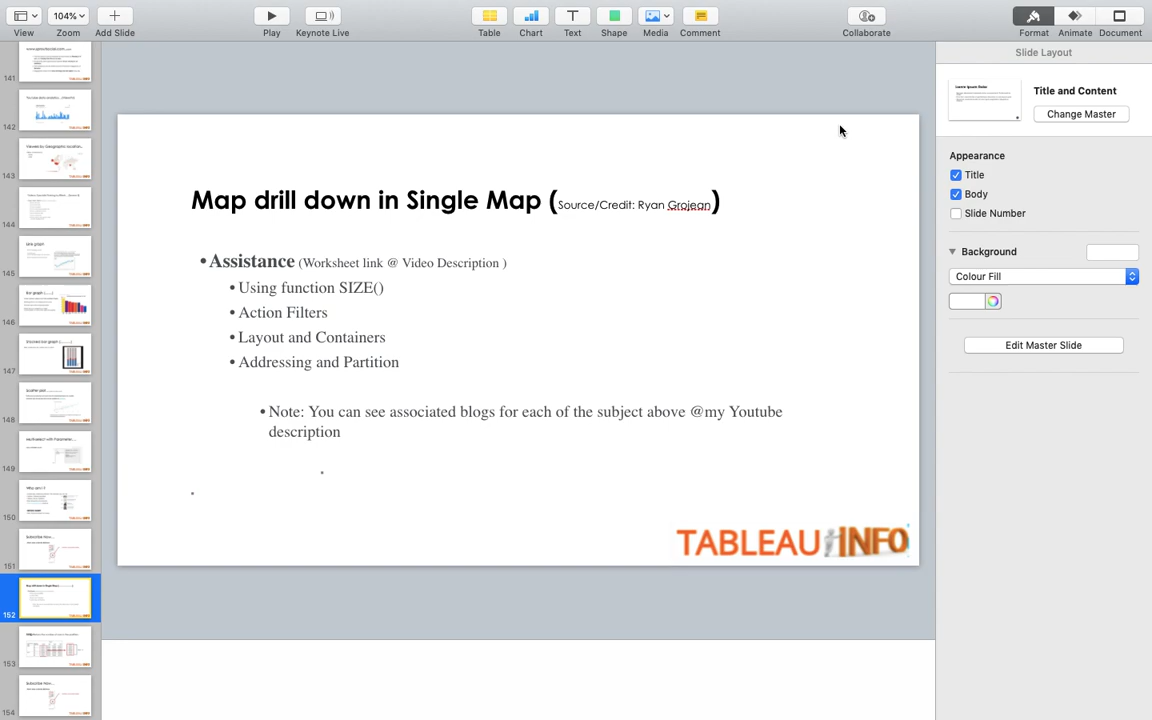 104%
View
Zoom
Add Slide
Play
Keynote Live
Table
Chart
Text
Shape
Media
Comment
Collaborate
Format
Animate
Document
Slide Layout
Title and Content
Change Master
Appearance
Title
Body
Slide Number
Background
Colour Fill
Edit Master Slide
141
142
143
144
145
146
147
148
149
150
151
152
153
154
Map drill down in Single Map (Source/Credit: Ryan Grojean)
•Assistance (Worksheet link @ Video Description )
•Using function SIZE()
•Action Filters
•Layout and Containers
•Addressing and Partition
•Note: You can see associated blogs for each of the subject above @my Youtube
description
TABLEAU INFO